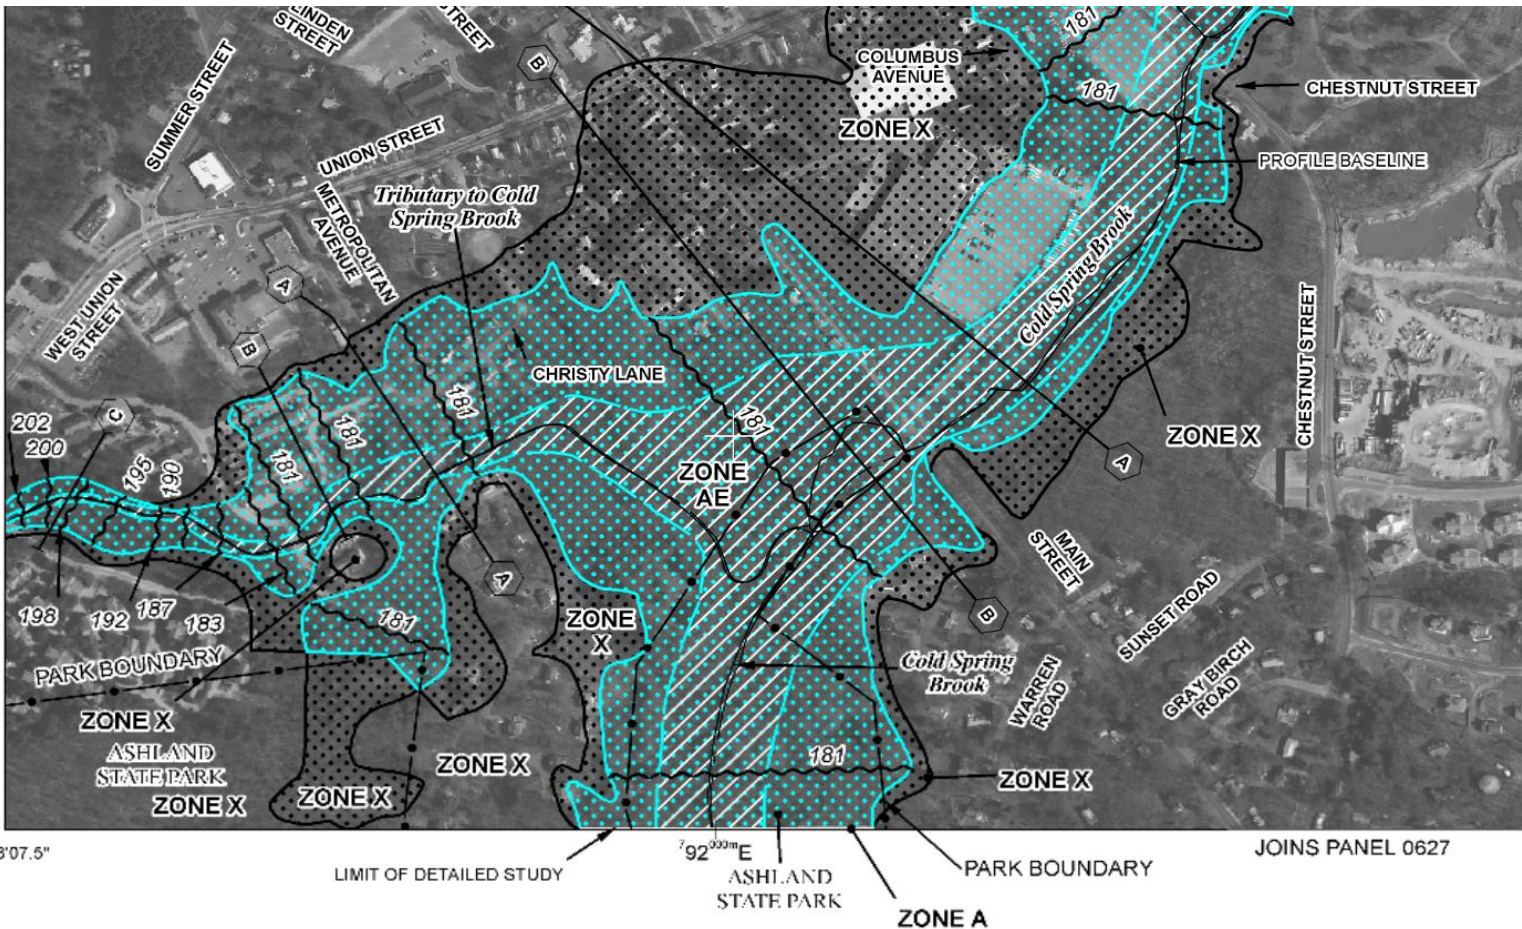 LINDEN
STREET
STREET
181
B
COLUMBUS
AVENUE
181
CHESTNUT STREET
SUMMER STREET
ZONE X
UNION STREET
PROFILE BASELINE
METROPOLITAN
AVENUE
Tributary to Cold
Spring Brook
Cold Spring Brook
A
WEST UNION
STREET
B
CHESTNUT STREET
CHRISTY LANE
181
181
181
181
202
200
C
195
190
ZONE X
A
ZONE
AE
MAIN
STREET
A
B
198
192
187
183
181
ZONE
X
SUNSET ROAD
PARK BOUNDARY
Cold Spring
Brook
WARREN
ROAD
GRAY BIRCH
ROAD
ZONE X
ASHLAND
STATE PARK
ZONE X
ZONE X
ZONE X
181
ZONE X
3'07.5"
792000mE
JOINS PANEL 0627
LIMIT OF DETAILED STUDY
ASHLAND
STATE PARK
PARK BOUNDARY
ZONE A